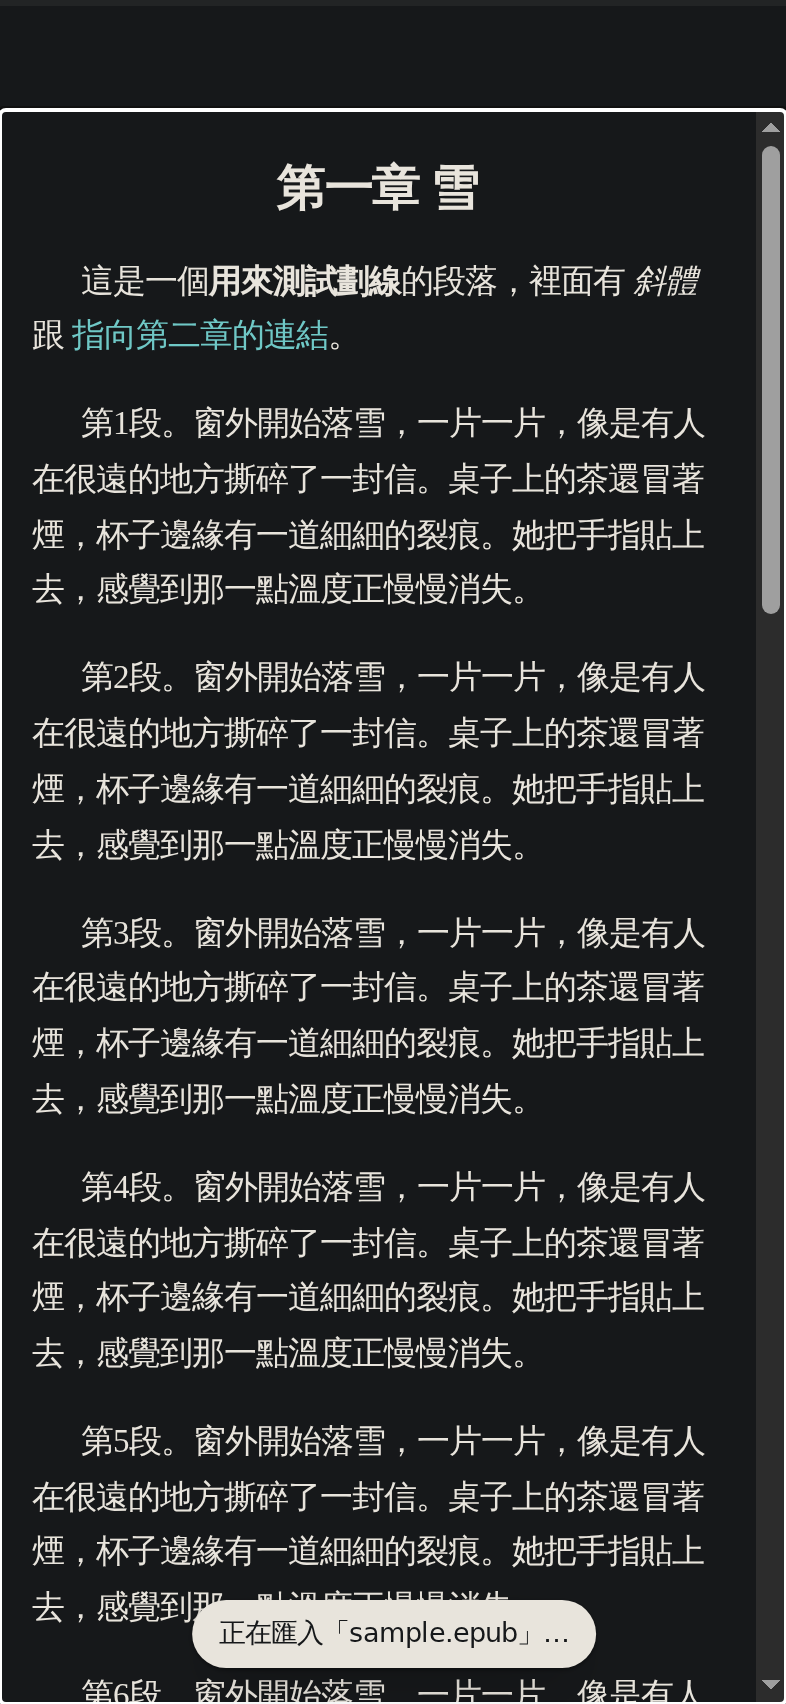 第一章 雪
這是一個用來測試劃線的段落，裡面有 斜體
跟 指向第二章的連結。
第1段。窗外開始落雪，一片一片，像是有人
在很遠的地方撕碎了一封信。桌子上的茶還冒著
煙，杯子邊緣有一道細細的裂痕。她把手指貼上
去，感覺到那一點溫度正慢慢消失。
第2段。窗外開始落雪，一片一片，像是有人
在很遠的地方撕碎了一封信。桌子上的茶還冒著
煙，杯子邊緣有一道細細的裂痕。她把手指貼上
去，感覺到那一點溫度正慢慢消失。
第3段。窗外開始落雪，一片一片，像是有人
在很遠的地方撕碎了一封信。桌子上的茶還冒著
煙，杯子邊緣有一道細細的裂痕。她把手指貼上
去，感覺到那一點溫度正慢慢消失。
第4段。窗外開始落雪，一片一片，像是有人
在很遠的地方撕碎了一封信。桌子上的茶還冒著
煙，杯子邊緣有一道細細的裂痕。她把手指貼上
去，感覺到那一點溫度正慢慢消失。
第5段。窗外開始落雪，一片一片，像是有人
在很遠的地方撕碎了一封信。桌子上的茶還冒著
煙，杯子邊緣有一道細細的裂痕。她把手指貼上
去，感覺到那
正在匯入「sample.epub」…
第6段。窗外開始落雪，一片一片，像是有人